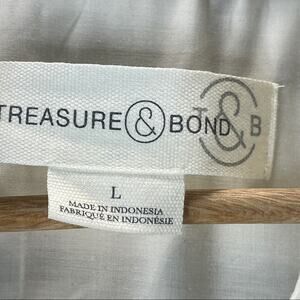 TREASURE & BOND
T & B
L
MADE IN INDONESIA
FABRIQUÉ EN INDONÉSIE